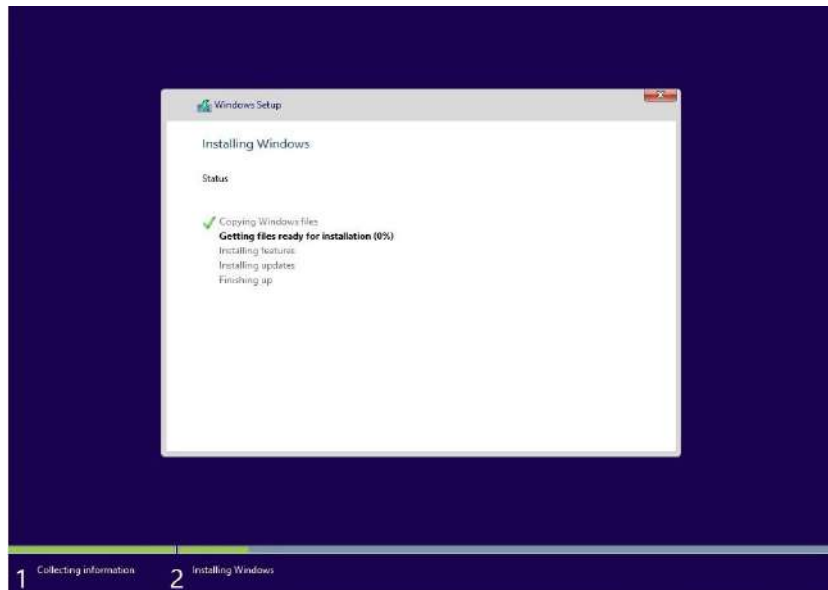 Windows Setup
Installing Windows
Status
Copying Windows files
Getting files ready for installation (0%)
Installing features
Installing updates
Finishing up
1 Collecting information
2 Installing Windows